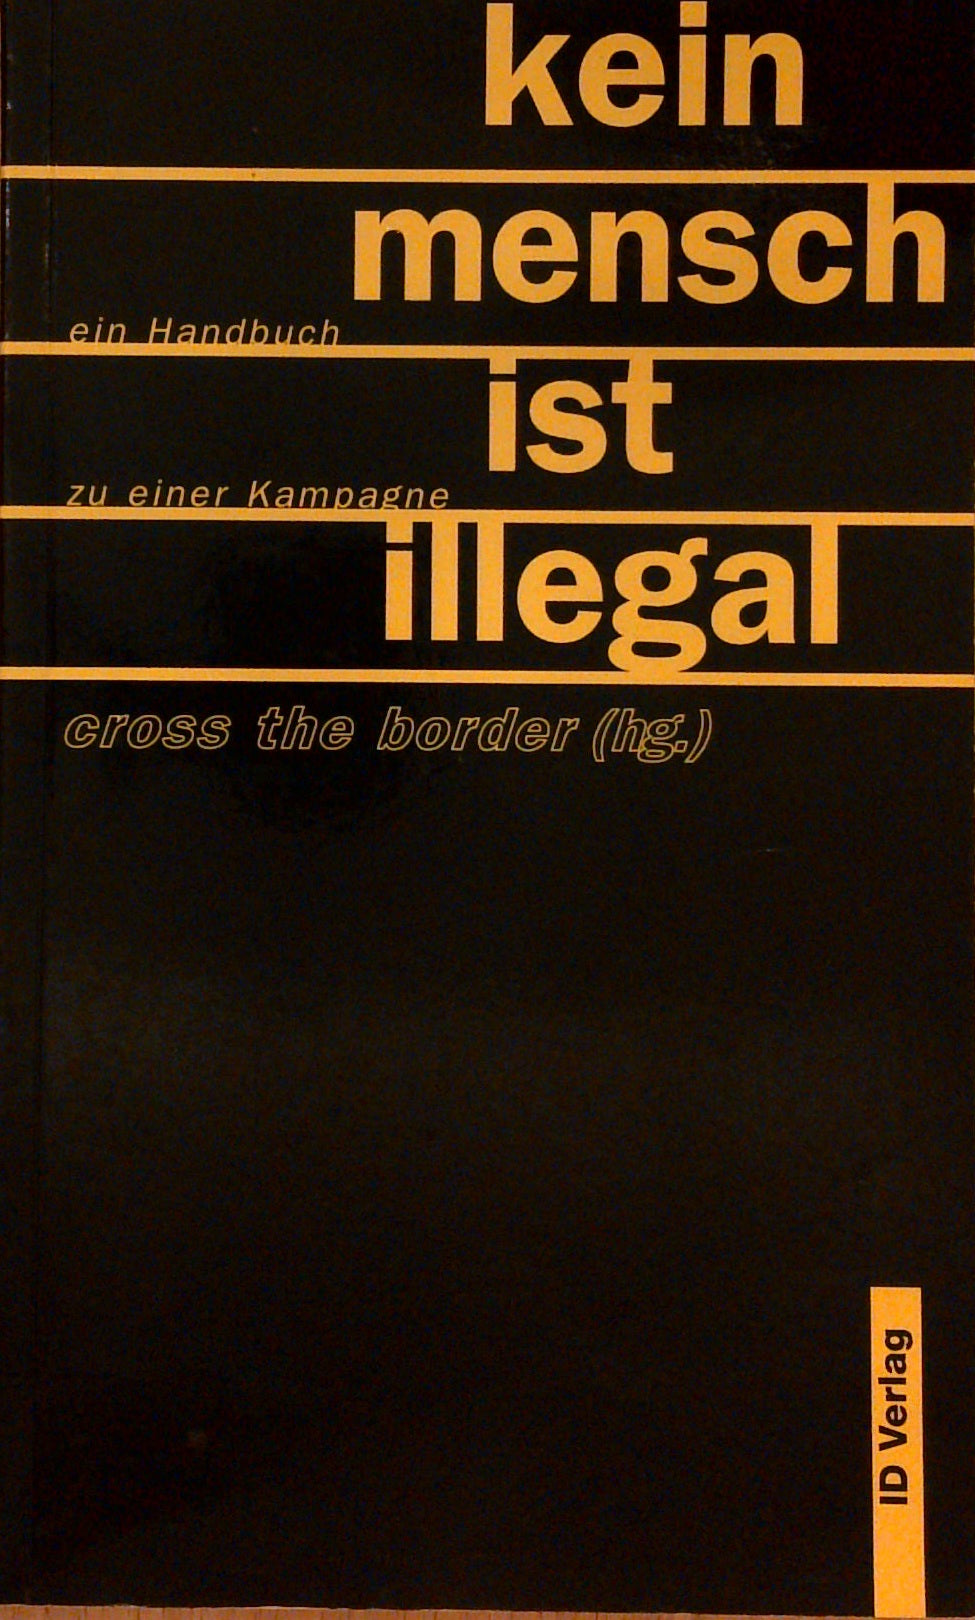 kein
mensch
ein Handbuch
ist
zu einer Kampagne
illegal
cross the border (hg.)
ID Verlag